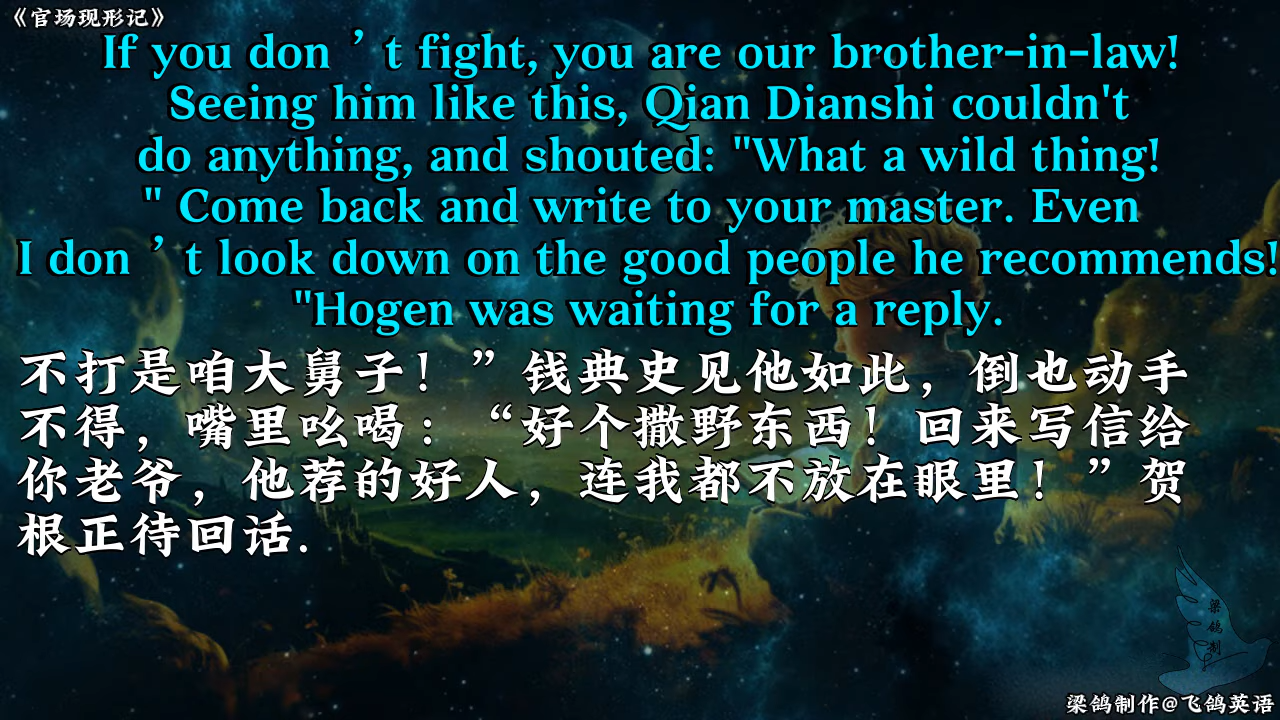 《官场现形记》
If you don ’ t fight, you are our brother-in-law!
Seeing him like this, Qian Dianshi couldn't
do anything, and shouted: "What a wild thing!
" Come back and write to your master. Even
I don ’ t look down on the good people he recommends!
"Hogen was waiting for a reply.
不打是咱大舅子！”钱典史见他如此，倒也动手
不得，嘴里吆喝：“好个撒野东西！回来写信给
你老爷，他荐的好人，连我都不放在眼里！”贺
根正待回话.
梁鸽制
梁鸽制作@飞鸽英语